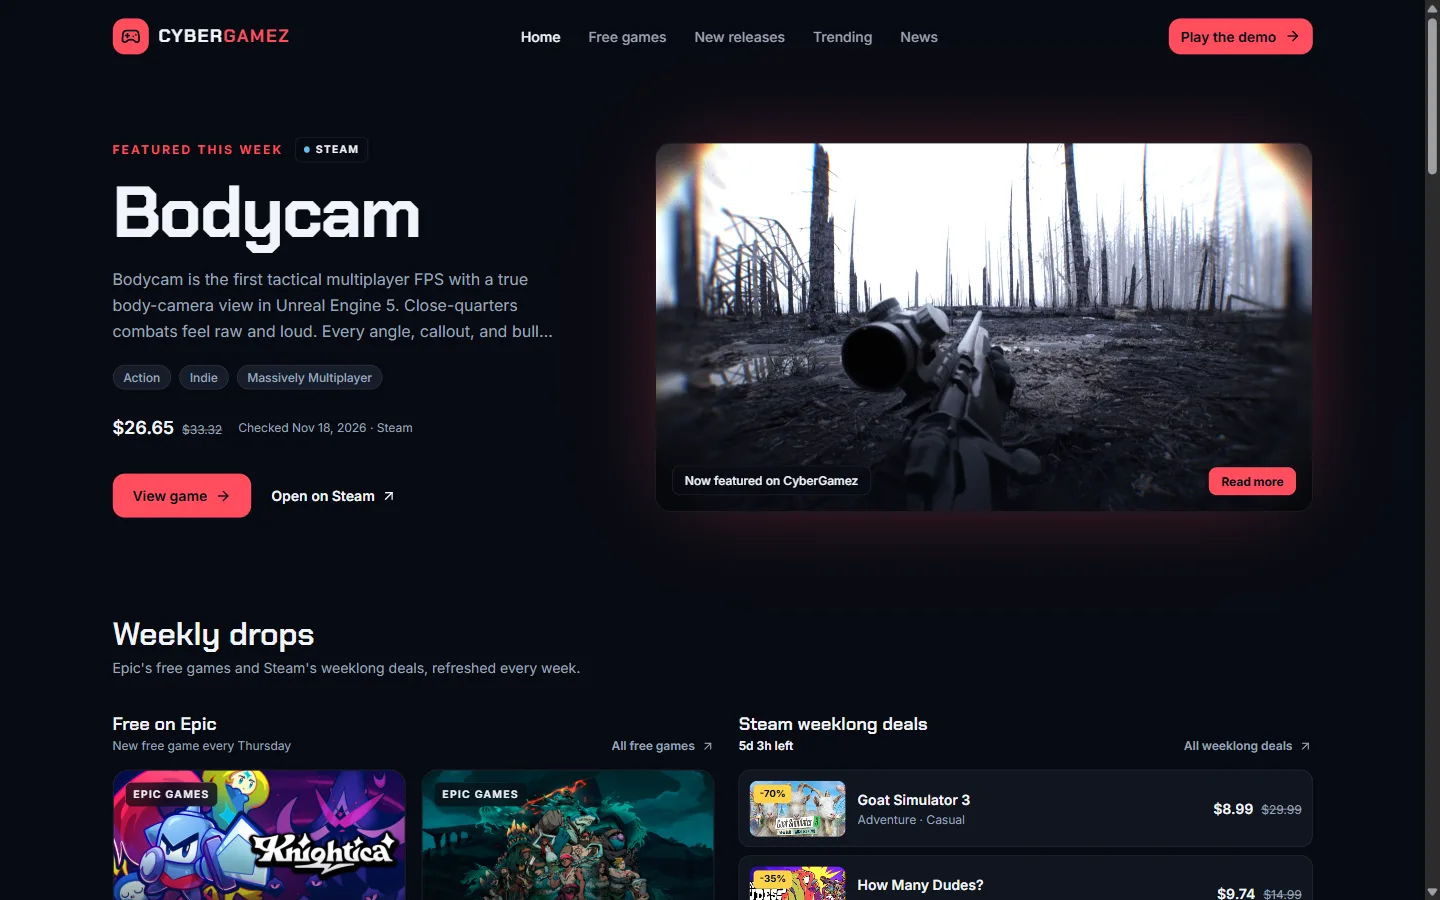 CYBERGAMEZ
Home
Free games
New releases
Trending
News
Play the demo
FEATURED THIS WEEK
STEAM
Bodycam
Bodycam is the first tactical multiplayer FPS with a true
body-camera view in Unreal Engine 5. Close-quarters
combats feel raw and loud. Every angle, callout, and bull...
Action
Indie
Massively Multiplayer
$26.65 $33.32 Checked Nov 18, 2026 · Steam
View game
Open on Steam
Now featured on CyberGamez
Read more
Weekly drops
Epic's free games and Steam's weeklong deals, refreshed every week.
Free on Epic
New free game every Thursday
All free games
EPIC GAMES
Knightica
EPIC GAMES
Steam weeklong deals
5d 3h left
All weeklong deals
-70%
Goat Simulator 3
Adventure · Casual
$8.99 $29.99
-35%
How Many Dudes?
$9.74 $14.99